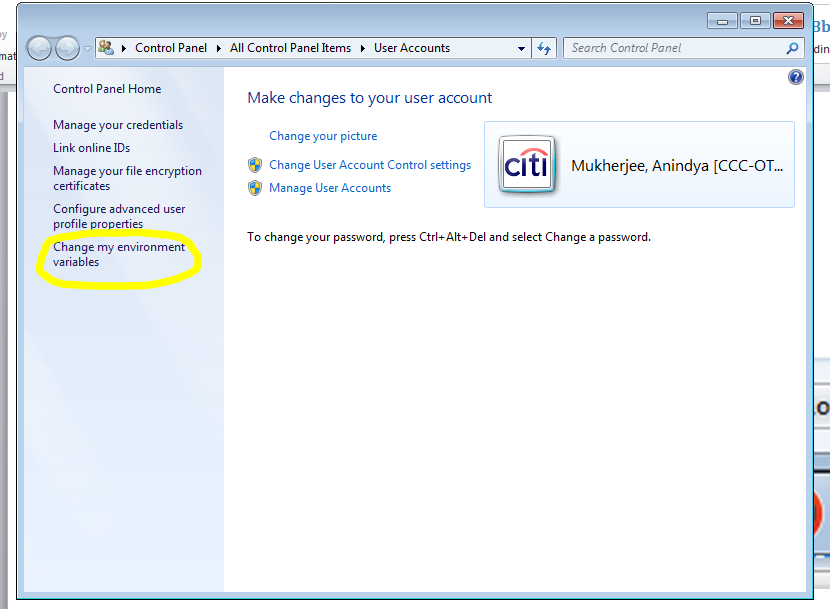 Control Panel
All Control Panel Items
User Accounts
Search Control Panel
Control Panel Home
Manage your credentials
Link online IDs
Manage your file encryption
certificates
Configure advanced user
profile properties
Change my environment
variables
Make changes to your user account
Change your picture
Change User Account Control settings
Manage User Accounts
citi
Mukherjee, Anindya [CCC-OT...
To change your password, press Ctrl+Alt+Del and select Change a password.